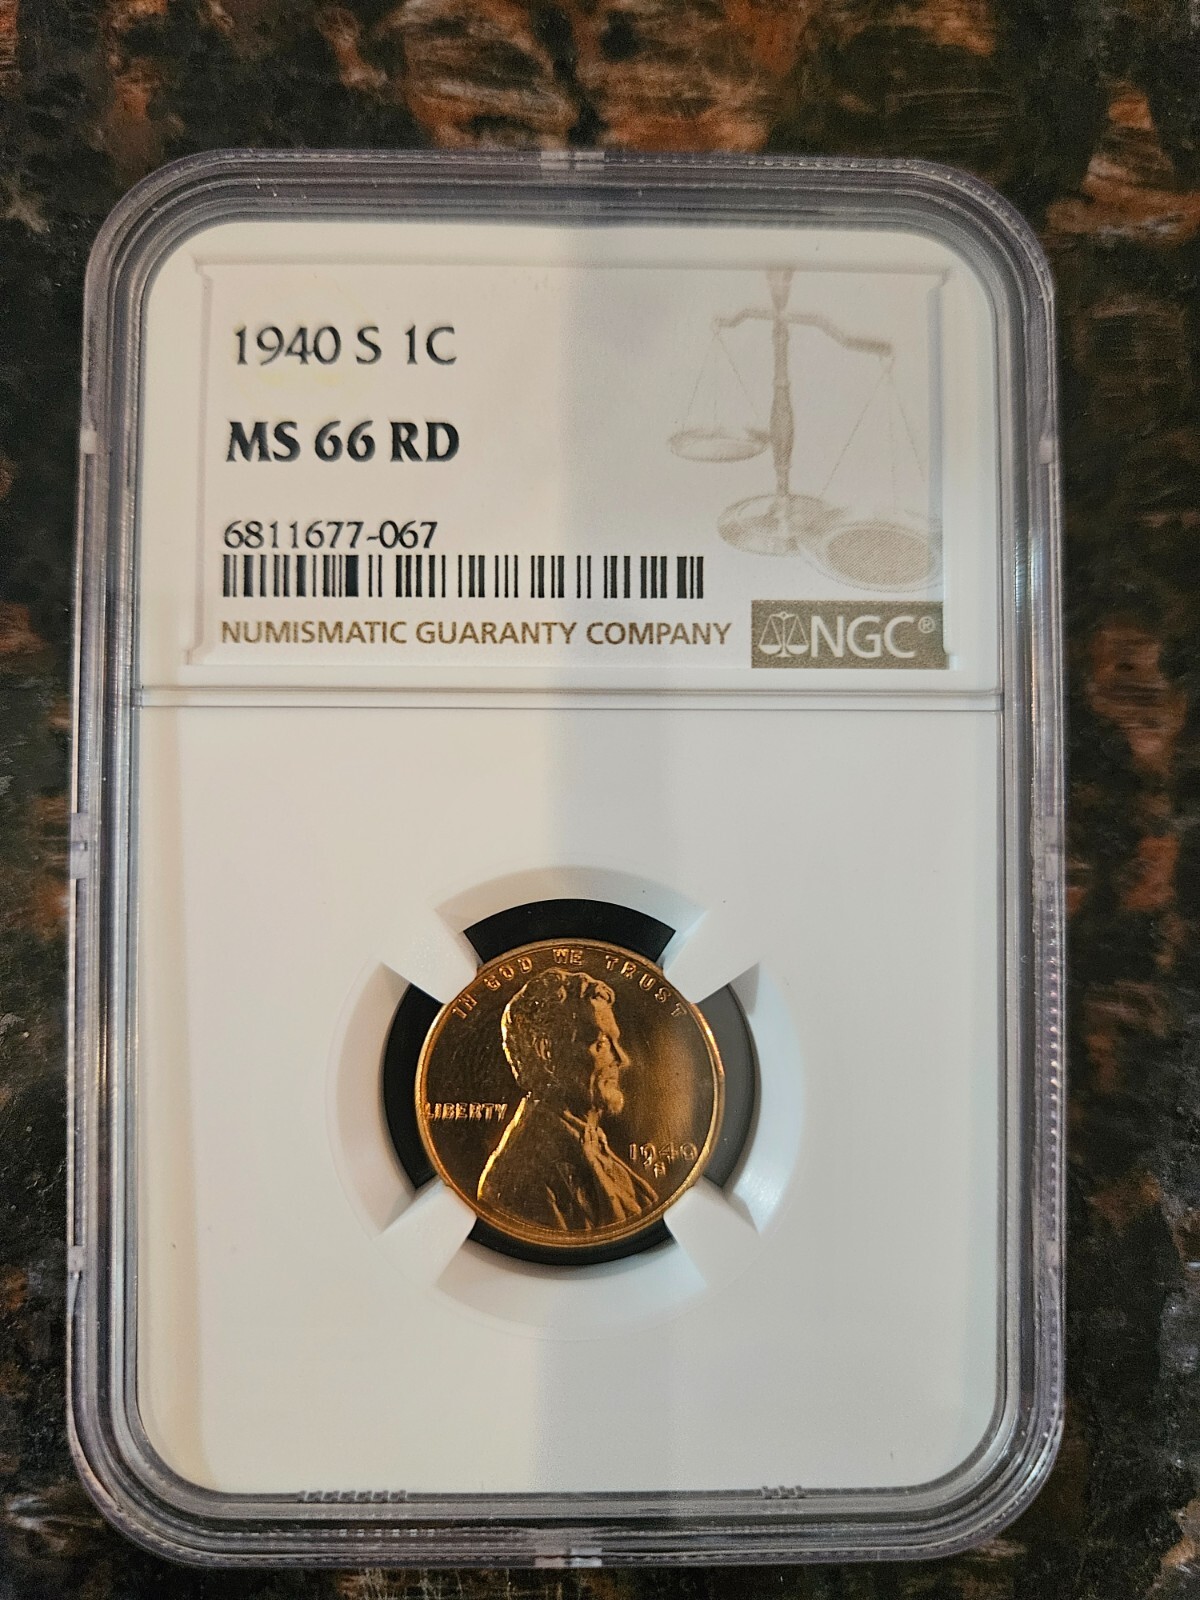 1940 S 1C
MS 66 RD
6811677-067
NUMISMATIC GUARANTY COMPANY
NGC®
IN GOD WE TRUST
LIBERTY
1940
S